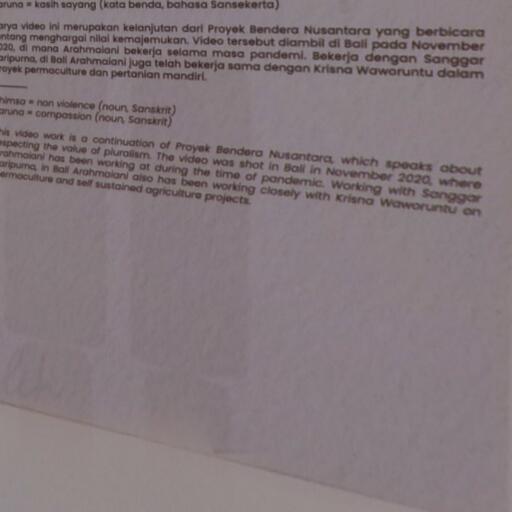 aruna = kasih sayang (kata benda, bahasa Sansekerta)
arya video ini merupakan kelanjutan dari Proyek Bendera Nusantara yang berbicara
ntang menghargai nilai kemajemukan. Video tersebut diambil di Bali pada November
020, di mana Arahmaiani bekerja selama masa pandemi. Bekerja dengan Sanggar
aripurna, di Bali Arahmaiani juga telah bekerja sama dengan Krisna Wawaruntu dalam
royek permaculture dan pertanian mandiri.
himsa = non violence (noun, Sanskrit)
aruna = compassion (noun, Sanskrit)
his video work is a continuation of Proyek Bendera Nusantara, which speaks about
especting the value of pluralism. The video was shot in Bali in November 2020, where
rahmaiani has been working at during the time of pandemic. Working with Sanggar
aripurna, in Bali Arahmaiani also has been working closely with Krisna Waworuntu on
ermaculture and self sustained agriculture projects.